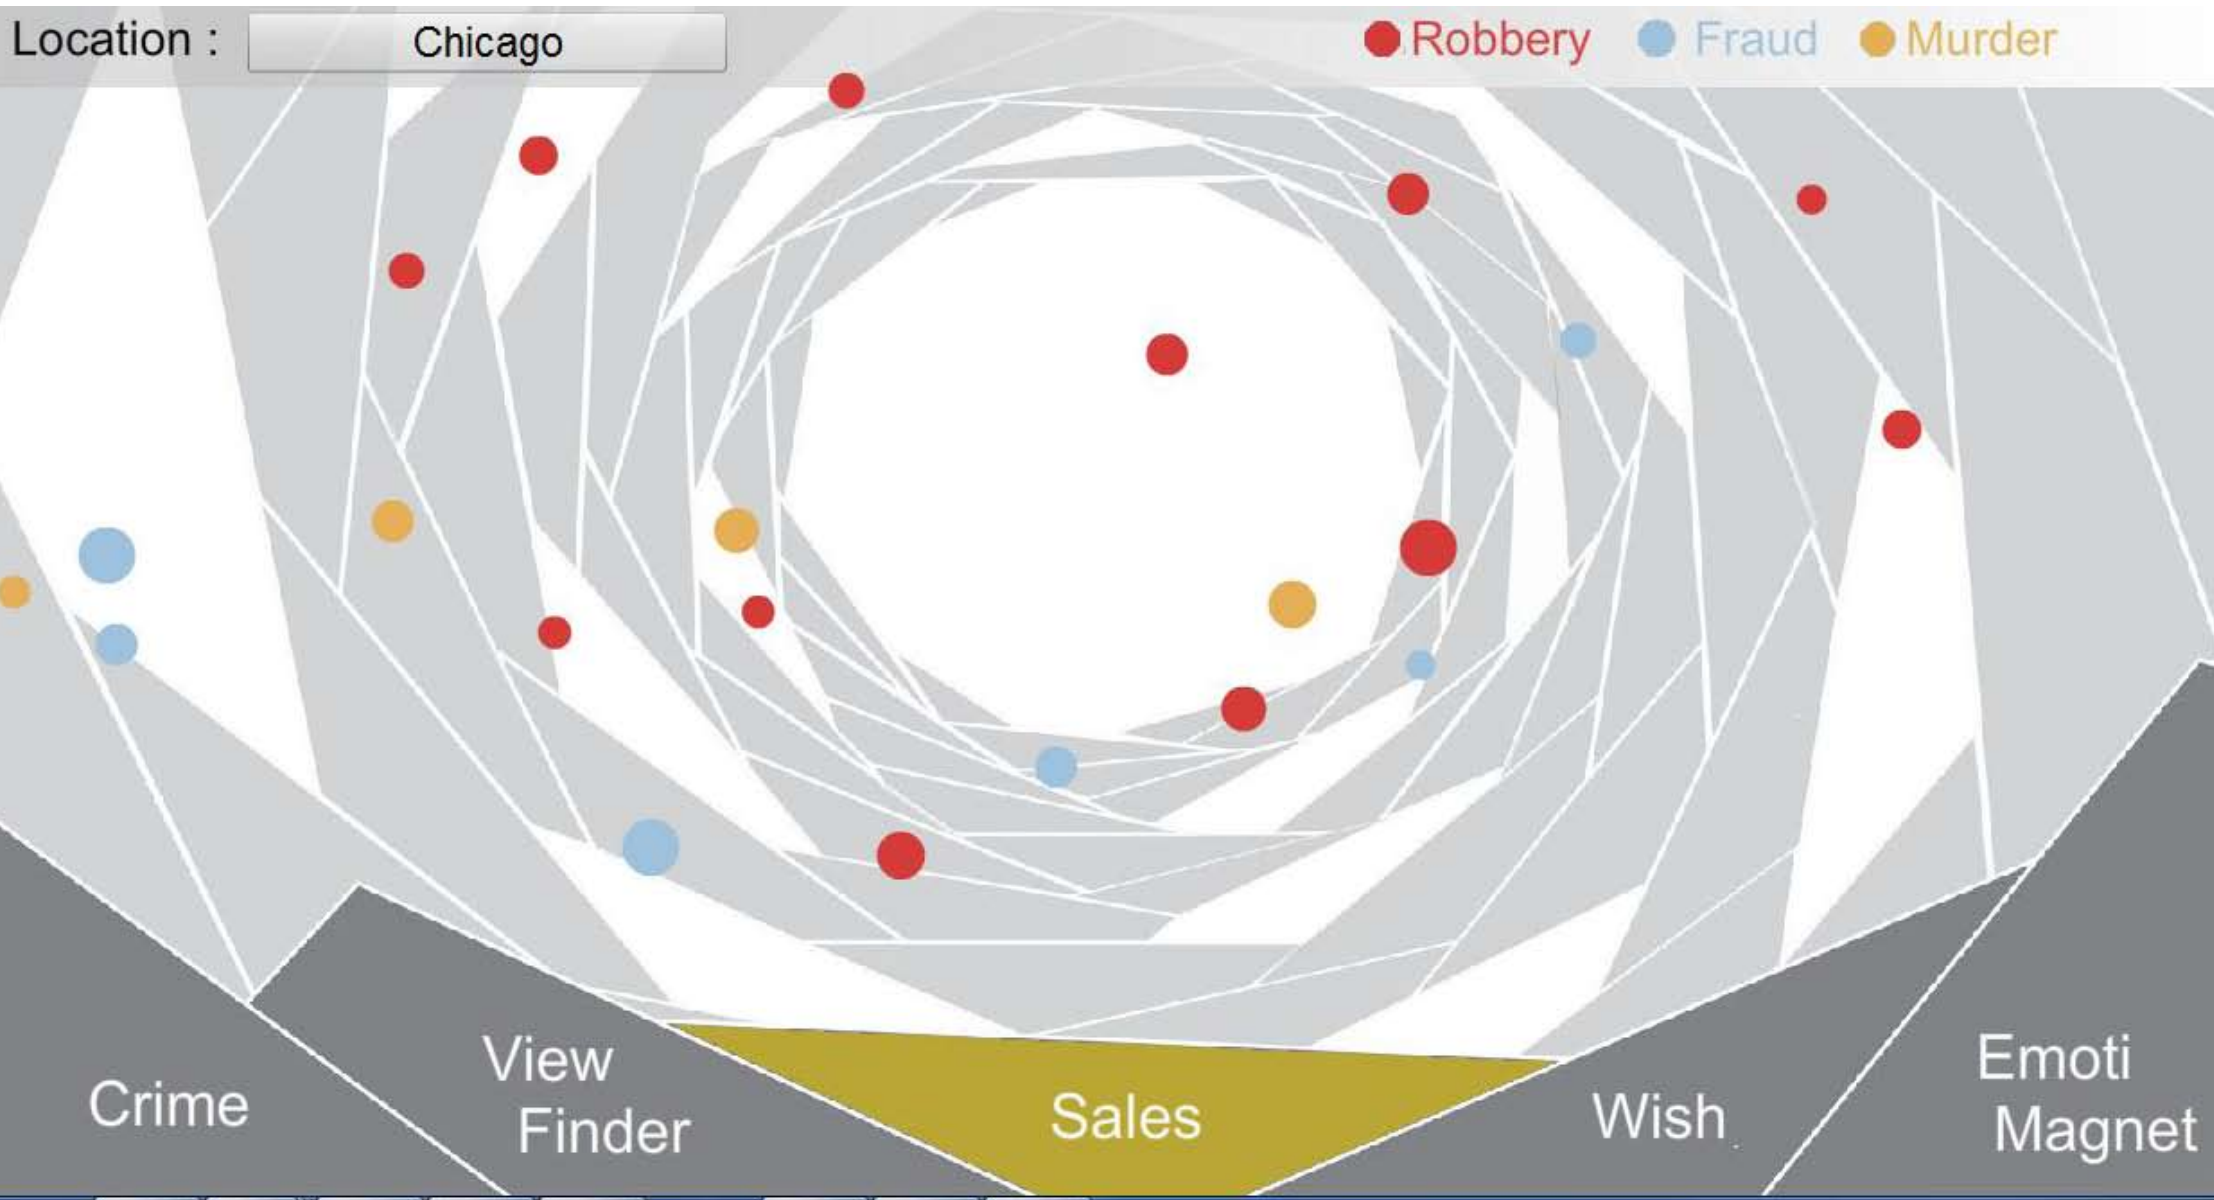 Location : Chicago Robbery Fraud Murder
Crime
View
Finder
Sales
Wish
Emoti
Magnet